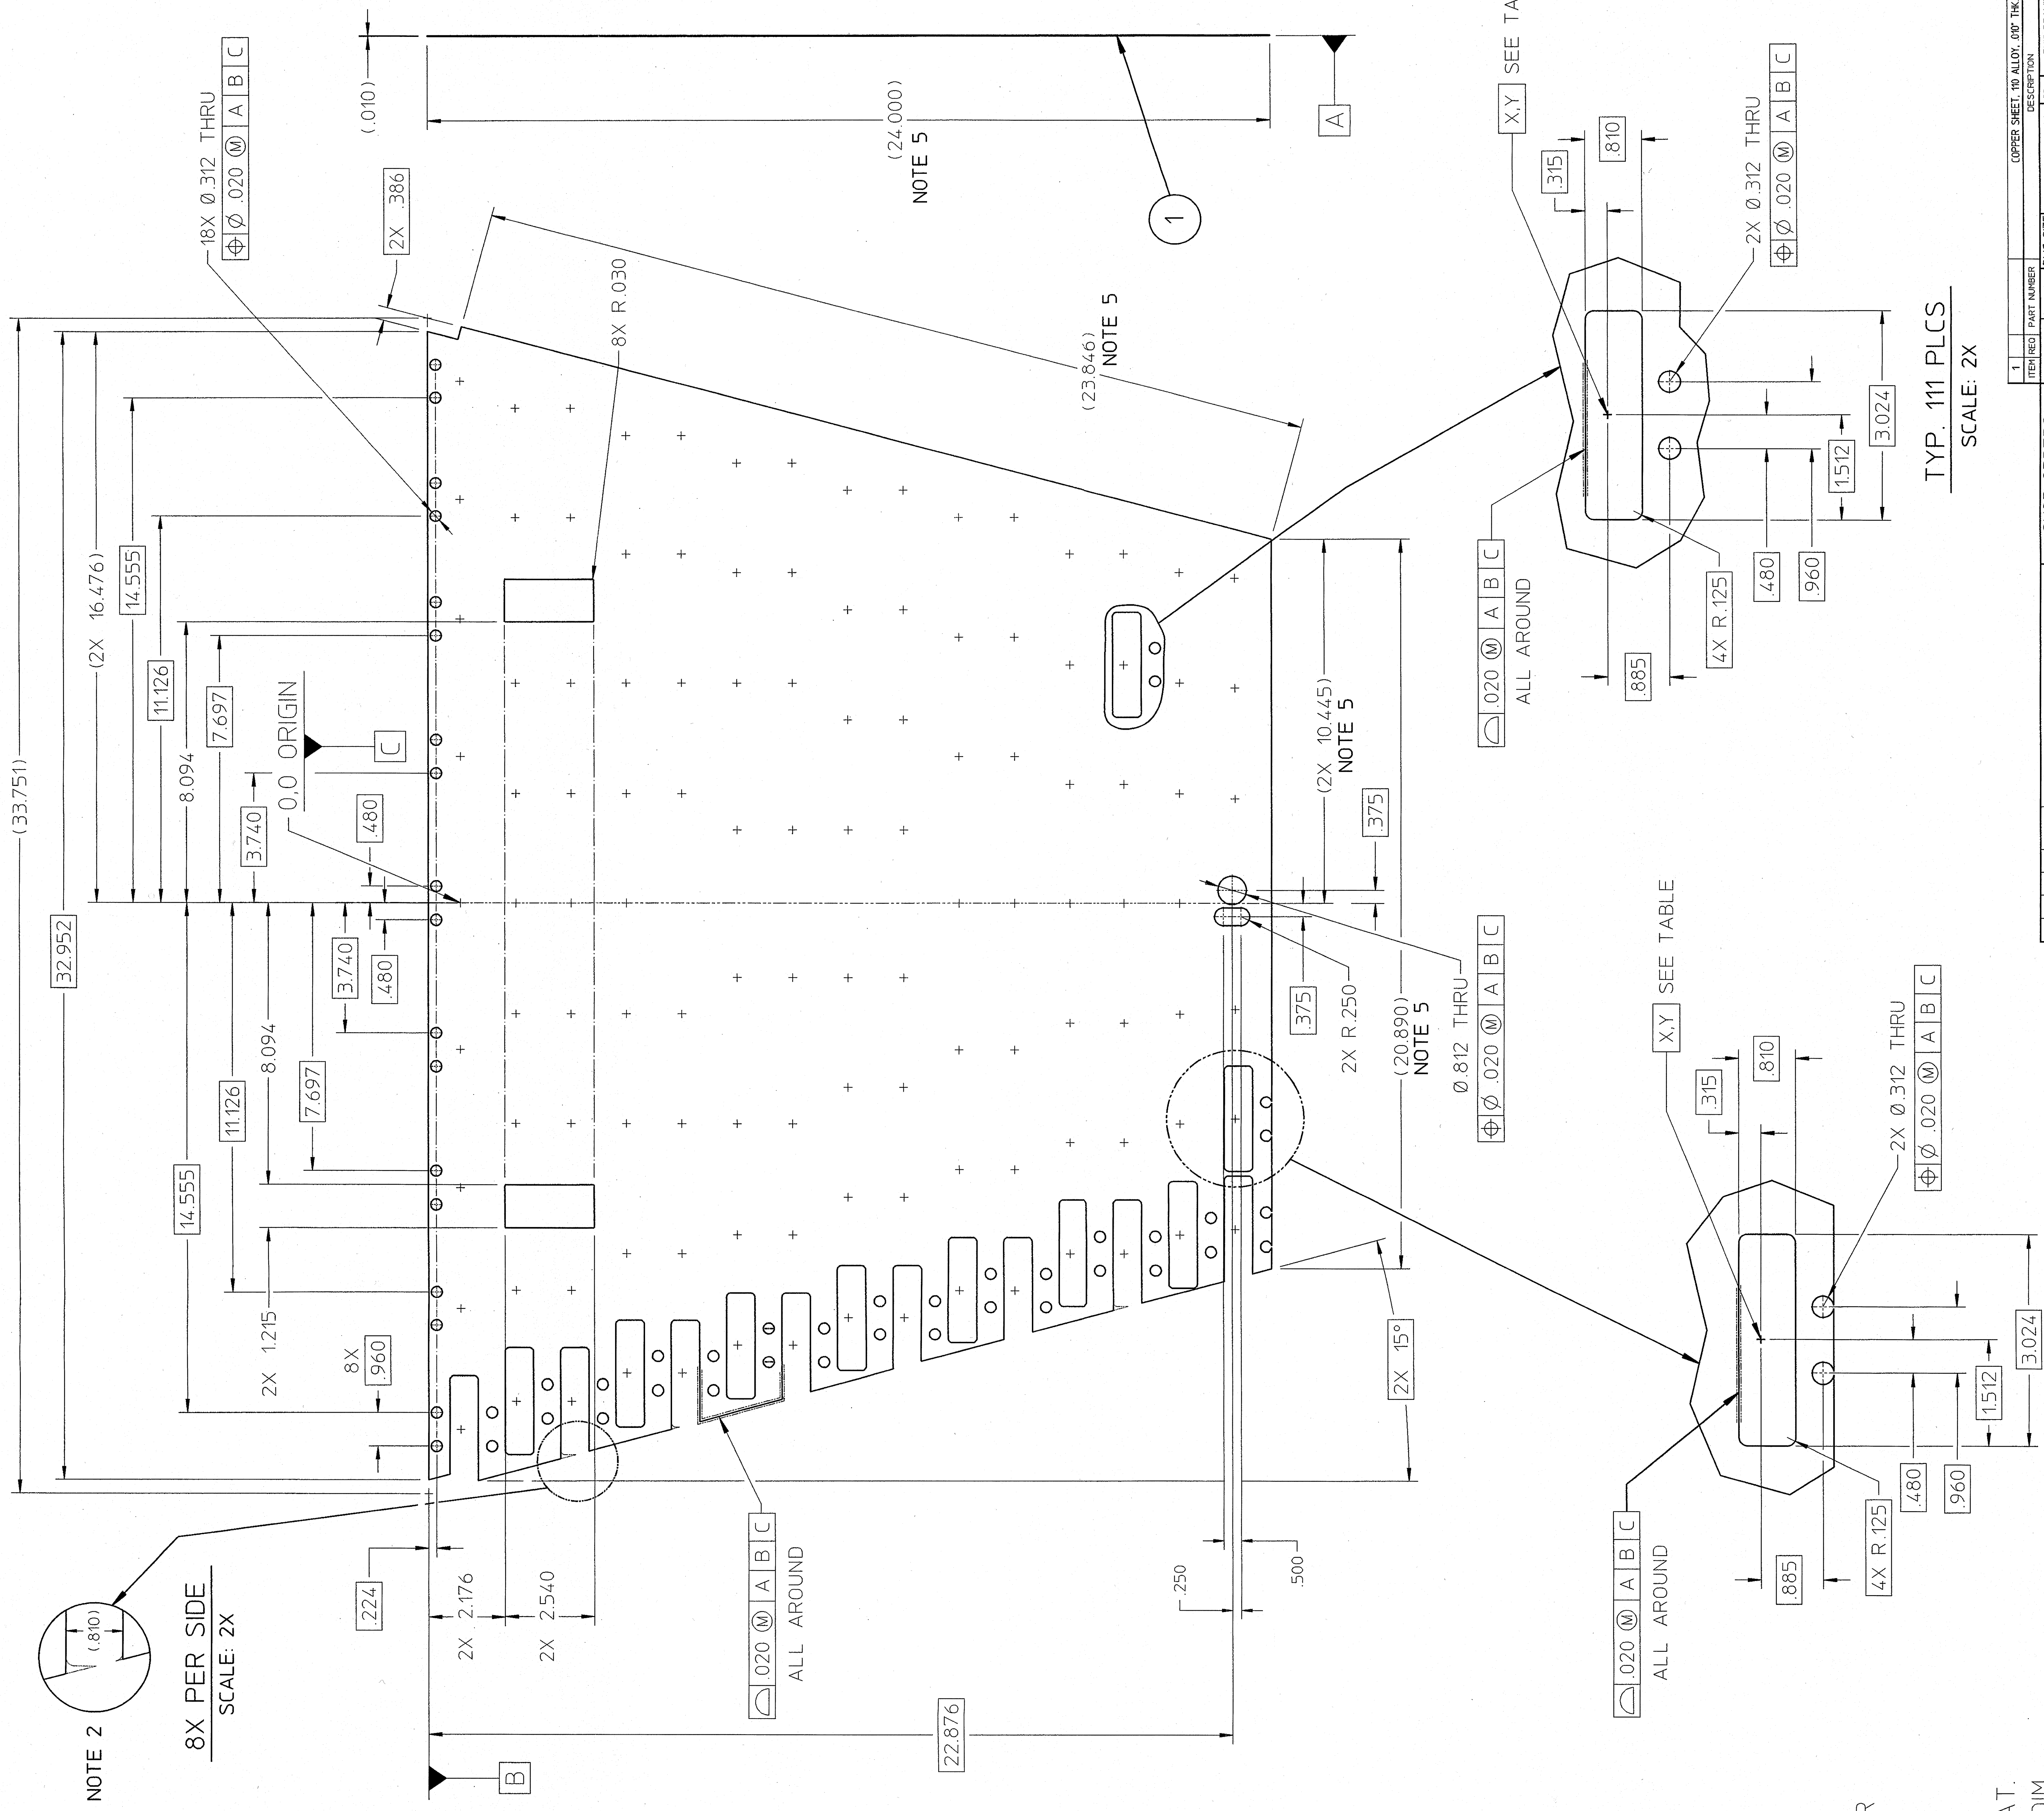 NOTE 2
(.810)
8X PER SIDE
SCALE: 2X
(33.751)
32.952
(2X 16.476)
14.555
11.126
8.094
7.697
3.740
.480
0,0 ORIGIN
C
14.555
11.126
8.094
7.697
3.740
.480
2X 1.215
8X
.960
18X Ø.312 THRU
Ø .020 M A B C
2X .386
(.010)
(24.000)
NOTE 5
1
A
8X R.030
(23.846)
NOTE 5
.224
2X 2.176
2X 2.540
.020 M A B C
ALL AROUND
22.876
B
.250
.500
2X 15°
(20.890)
NOTE 5
(2X 10.445)
NOTE 5
.375
.375
2X R.250
Ø.812 THRU
Ø .020 M A B C
.020 M A B C
ALL AROUND
X,Y SEE TABLE
.315
.810
2X Ø.312 THRU
Ø .020 M A B C
.885
4X R.125
.480
.960
1.512
3.024
.020 M A B C
ALL AROUND
X,Y SEE TA
.315
.810
2X Ø.312 THRU
Ø .020 M A B C
.885
4X R.125
.480
.960
1.512
3.024
TYP. 111 PLCS
SCALE: 2X
1 COPPER SHEET, 110 ALLOY, .010" THK.
ITEM REQ PART NUMBER DESCRIPTION
R
AT.
DIM